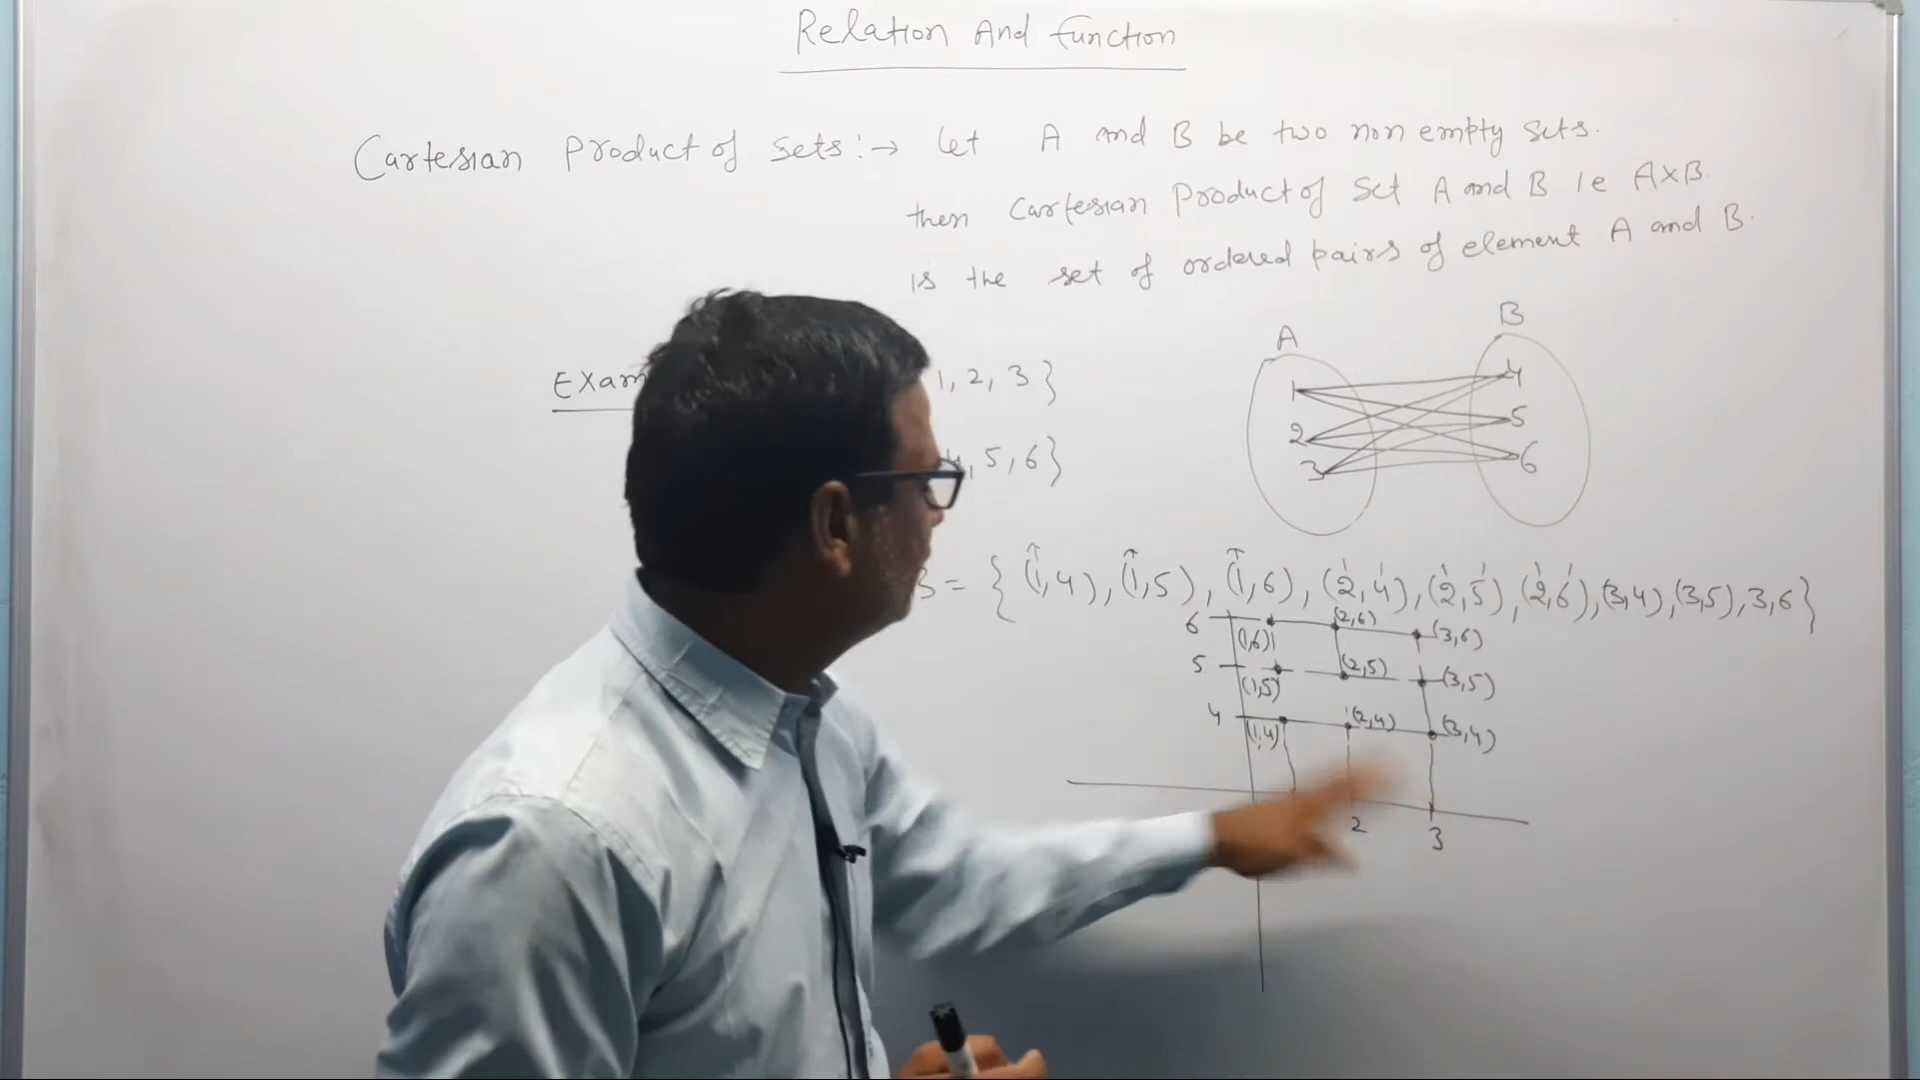 Relation And function
Cartesian Product of sets:→ Let A and B be two non empty sets.
then Cartesian Product of Set A and B ie A×B.
is the set of ordered pairs of element A and B.
A B
Exam 1, 2, 3 }
4, 5, 6 }
1 4
2 5
3 6
= { (1,4), (1,5), (1,6), (2,4), (2,5), (2,6), (3,4), (3,5), 3,6 }
6 (1,6) (2,6) (3,6)
5 (1,5) (2,5) (3,5)
4 (1,4) (2,4) (3,4)
2 3